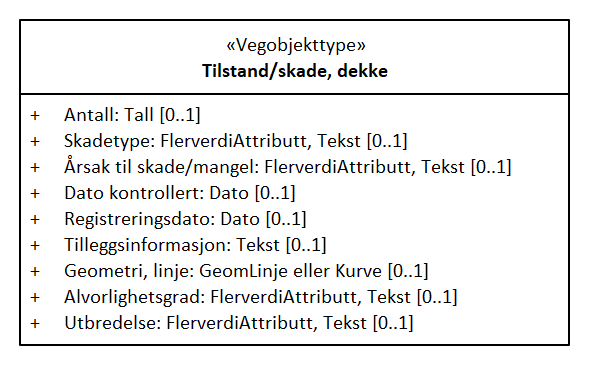 «Vegobjekttype»
Tilstand/skade, dekke
+ Antall: Tall [0..1]
+ Skadetype: FlerverdiAttributt, Tekst [0..1]
+ Årsak til skade/mangel: FlerverdiAttributt, Tekst [0..1]
+ Dato kontrollert: Dato [0..1]
+ Registreringsdato: Dato [0..1]
+ Tilleggsinformasjon: Tekst [0..1]
+ Geometri, linje: GeomLinje eller Kurve [0..1]
+ Alvorlighetsgrad: FlerverdiAttributt, Tekst [0..1]
+ Utbredelse: FlerverdiAttributt, Tekst [0..1]